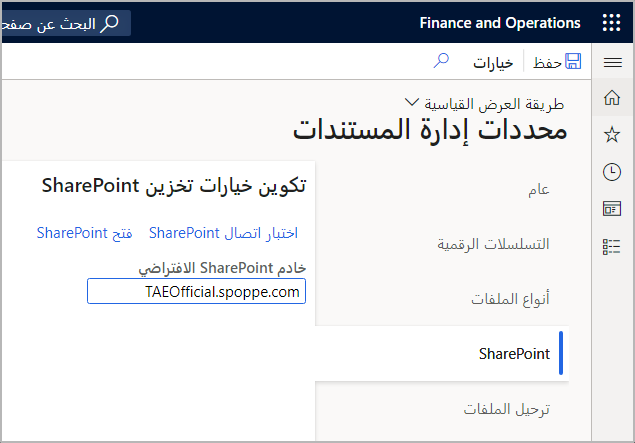 Finance and Operations
البحث عن صفحة
حفظ
خيارات
طريقة العرض القياسية
محددات إدارة المستندات
عام
التسلسلات الرقمية
أنواع الملفات
SharePoint
ترحيل الملفات
تكوين خيارات تخزين SharePoint
اختبار اتصال SharePoint
فتح SharePoint
خادم SharePoint الافتراضي
TAEOfficial.spoppe.com